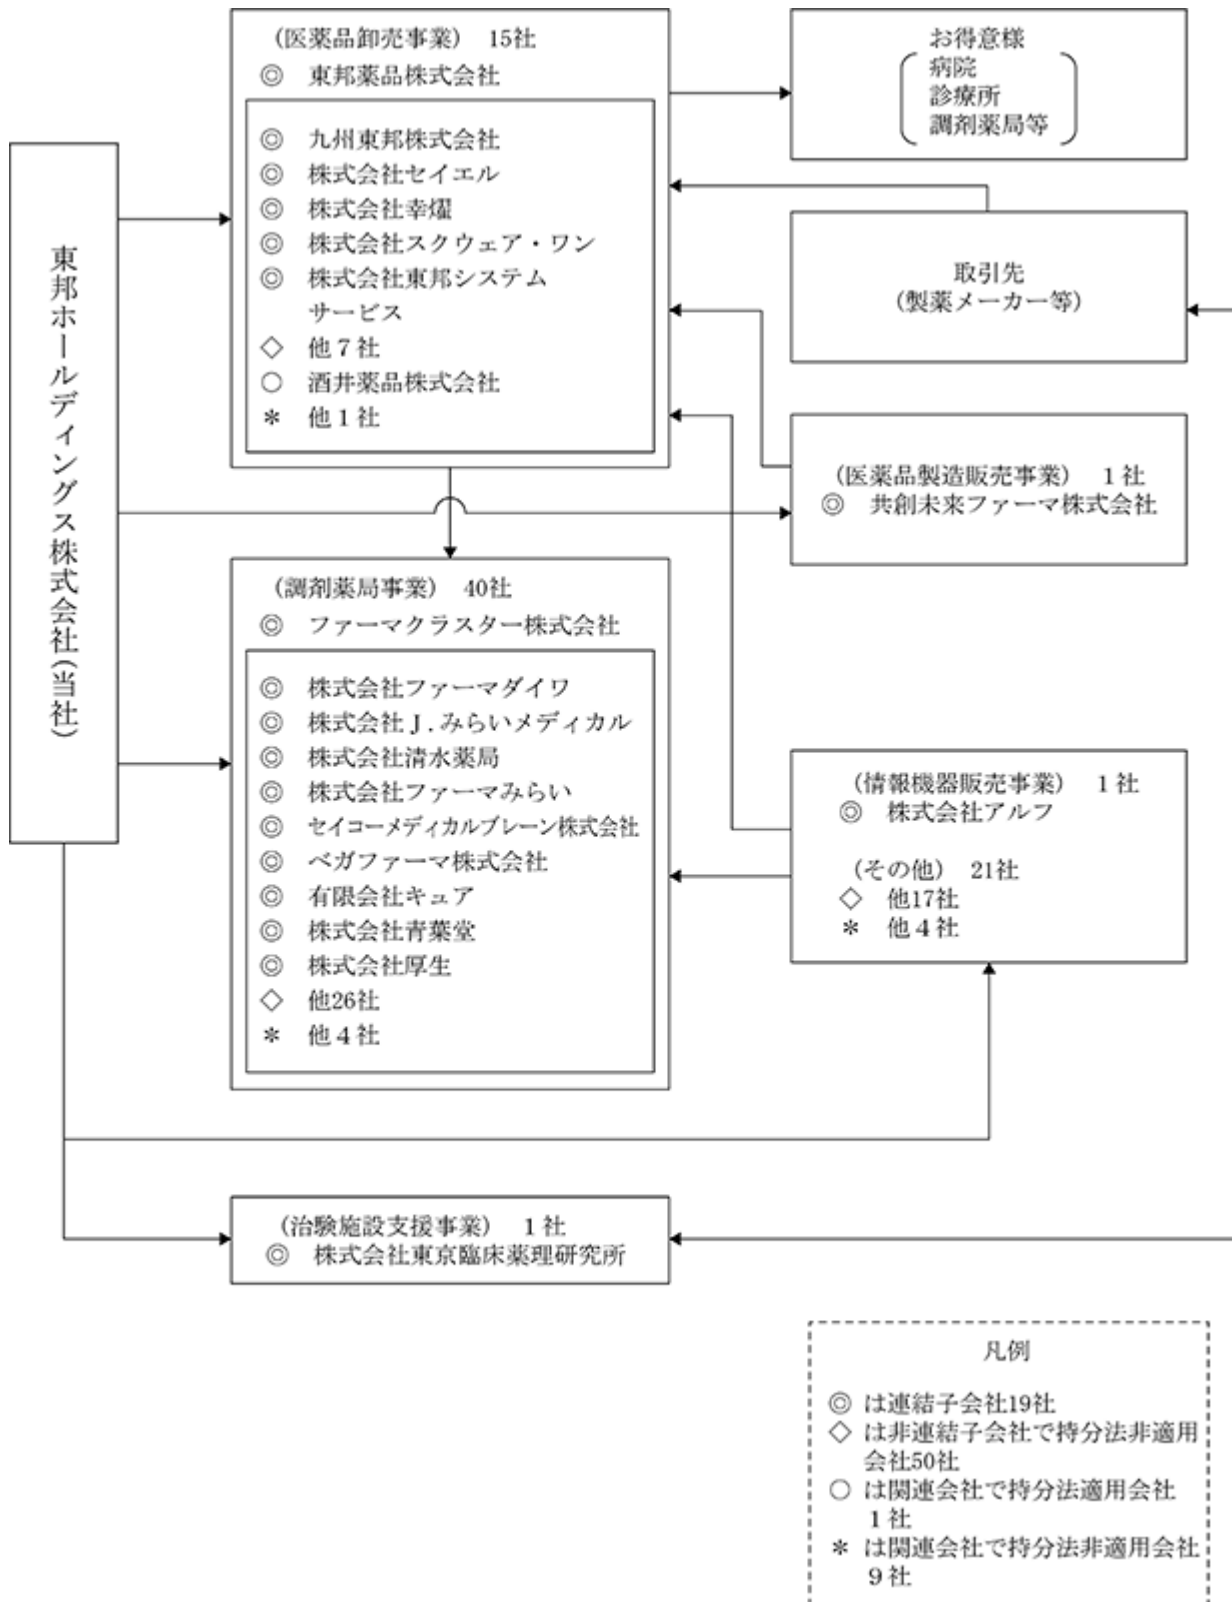 東邦ホールディングス株式会社(当社)
(医薬品卸売事業) 15社
◎ 東邦薬品株式会社
◎ 九州東邦株式会社
◎ 株式会社セイエル
◎ 株式会社幸燿
◎ 株式会社スクウェア・ワン
◎ 株式会社東邦システム
サービス
◇ 他7社
○ 酒井薬品株式会社
* 他1社
お得意様
病院
診療所
調剤薬局等
取引先
(製薬メーカー等)
(医薬品製造販売事業) 1社
◎ 共創未来ファーマ株式会社
(調剤薬局事業) 40社
◎ ファーマクラスター株式会社
◎ 株式会社ファーマダイワ
◎ 株式会社J.みらいメディカル
◎ 株式会社清水薬局
◎ 株式会社ファーマみらい
◎ セイコーメディカルブレーン株式会社
◎ ベガファーマ株式会社
◎ 有限会社キュア
◎ 株式会社青葉堂
◎ 株式会社厚生
◇ 他26社
* 他4社
(情報機器販売事業) 1社
◎ 株式会社アルフ
(その他) 21社
◇ 他17社
* 他4社
(治験施設支援事業) 1社
◎ 株式会社東京臨床薬理研究所
凡例
◎ は連結子会社19社
◇ は非連結子会社で持分法非適用
会社50社
○ は関連会社で持分法適用会社
1社
* は関連会社で持分法非適用会社
9社